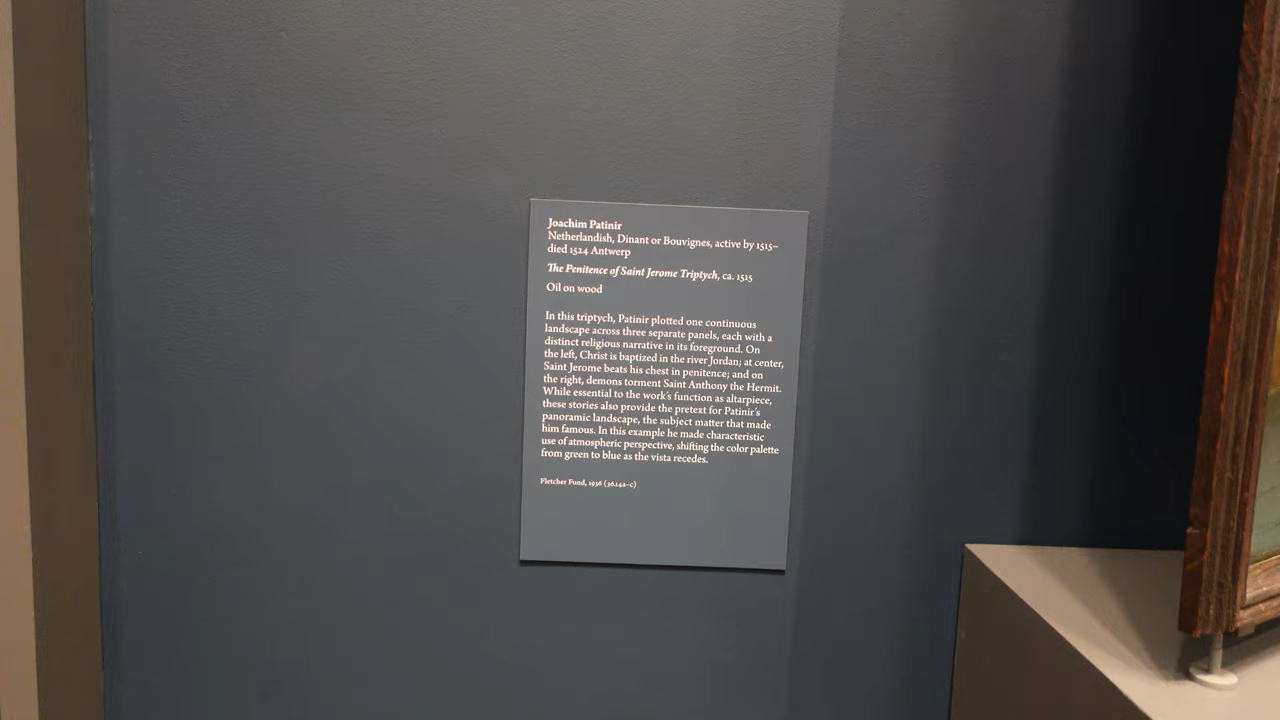 Joachim Patinir
Netherlandish, Dinant or Bouvignes, active by 1515–
died 1524 Antwerp
The Penitence of Saint Jerome Triptych, ca. 1515
Oil on wood
In this triptych, Patinir plotted one continuous
landscape across three separate panels, each with a
distinct religious narrative in its foreground. On
the left, Christ is baptized in the river Jordan; at center,
Saint Jerome beats his chest in penitence; and on
the right, demons torment Saint Anthony the Hermit.
While essential to the work's function as altarpiece,
these stories also provide the pretext for Patinir's
panoramic landscape, the subject matter that made
him famous. In this example he made characteristic
use of atmospheric perspective, shifting the color palette
from green to blue as the vista recedes.
Fletcher Fund, 1936 (36.14a–c)